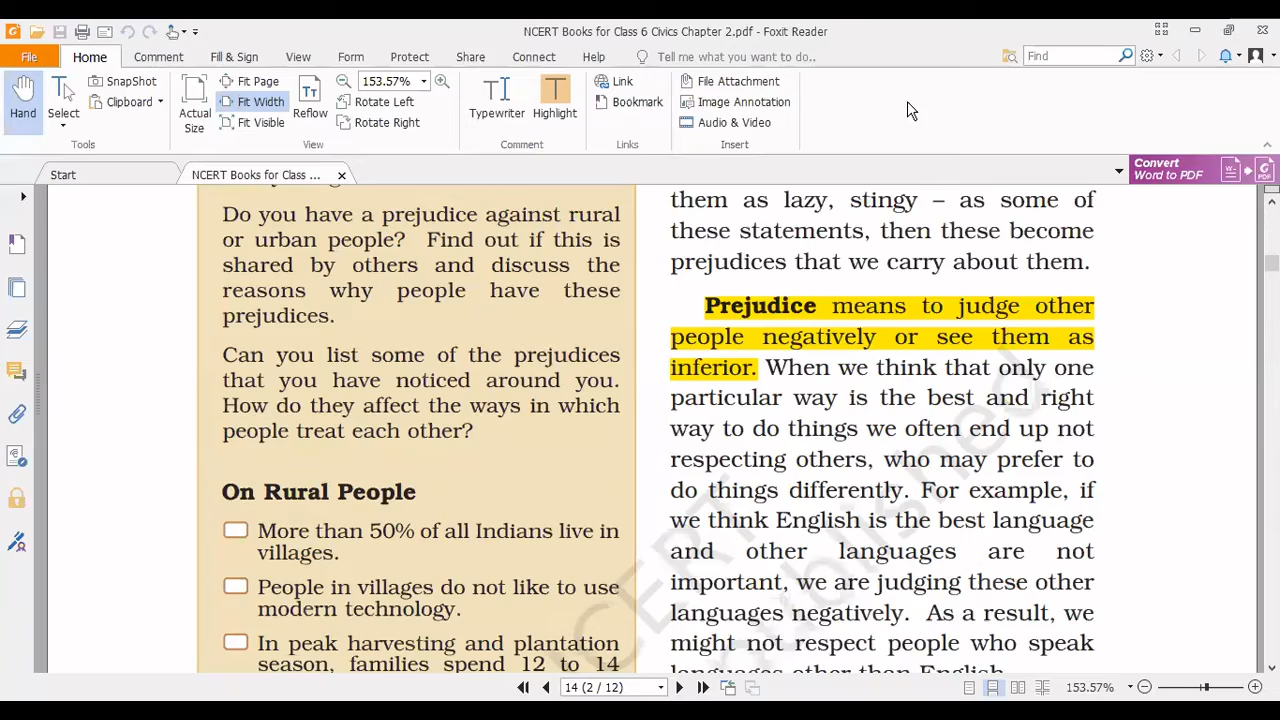 NCERT Books for Class 6 Civics Chapter 2.pdf - Foxit Reader
File Home Comment Fill & Sign View Form Protect Share Connect Help Tell me what you want to do.. Find
Hand
Select
SnapShot
Clipboard
Tools
Actual Size
Fit Page
Fit Width
Fit Visible
Reflow
153.57%
Rotate Left
Rotate Right
View
Typewriter
Highlight
Comment
Link
Bookmark
Links
File Attachment
Image Annotation
Audio & Video
Insert
Start
NCERT Books for Class ...
Convert
Word to PDF
Do you have a prejudice against rural
or urban people? Find out if this is
shared by others and discuss the
reasons why people have these
prejudices.
Can you list some of the prejudices
that you have noticed around you.
How do they affect the ways in which
people treat each other?
On Rural People
More than 50% of all Indians live in
villages.
People in villages do not like to use
modern technology.
In peak harvesting and plantation
season, families spend 12 to 14
them as lazy, stingy – as some of
these statements, then these become
prejudices that we carry about them.
Prejudice means to judge other
people negatively or see them as
inferior. When we think that only one
particular way is the best and right
way to do things we often end up not
respecting others, who may prefer to
do things differently. For example, if
we think English is the best language
and other languages are not
important, we are judging these other
languages negatively. As a result, we
might not respect people who speak
languages other than English.
14 (2 / 12)
153.57%